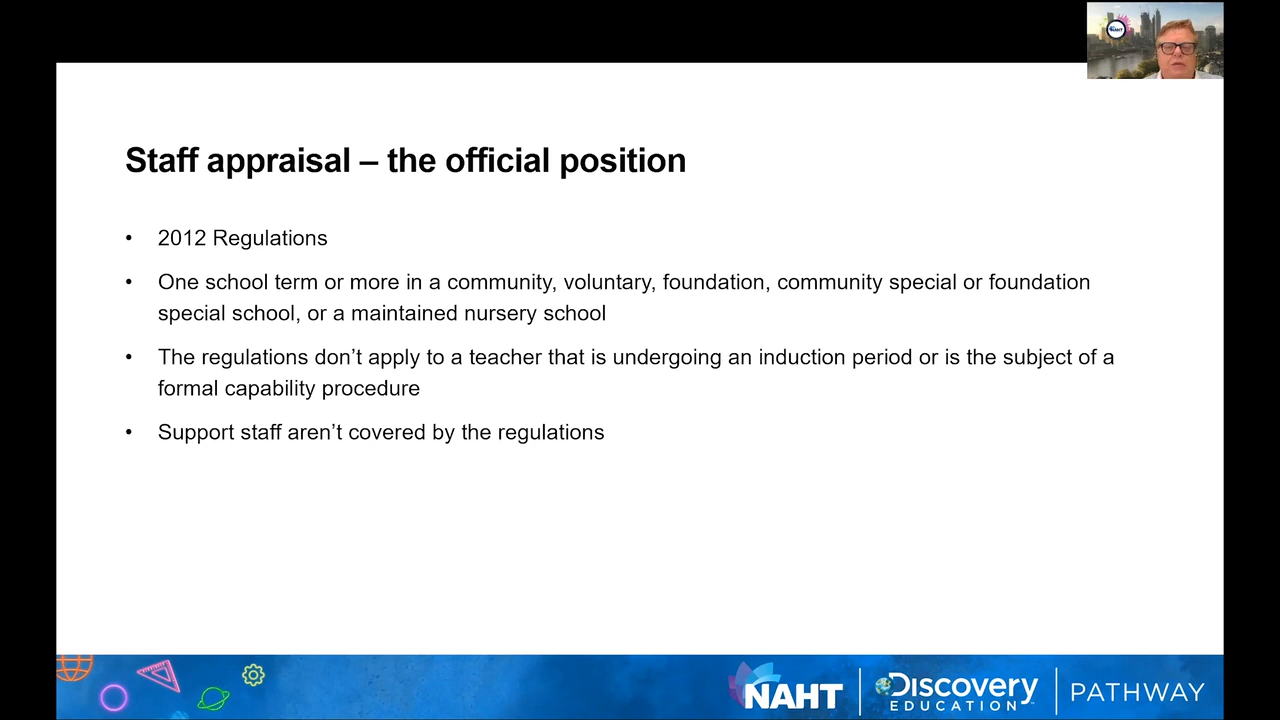 NAHT
Staff appraisal – the official position
• 2012 Regulations
• One school term or more in a community, voluntary, foundation, community special or foundation
special school, or a maintained nursery school
• The regulations don’t apply to a teacher that is undergoing an induction period or is the subject of a
formal capability procedure
• Support staff aren’t covered by the regulations
NAHT
Discovery
EDUCATION
PATHWAY